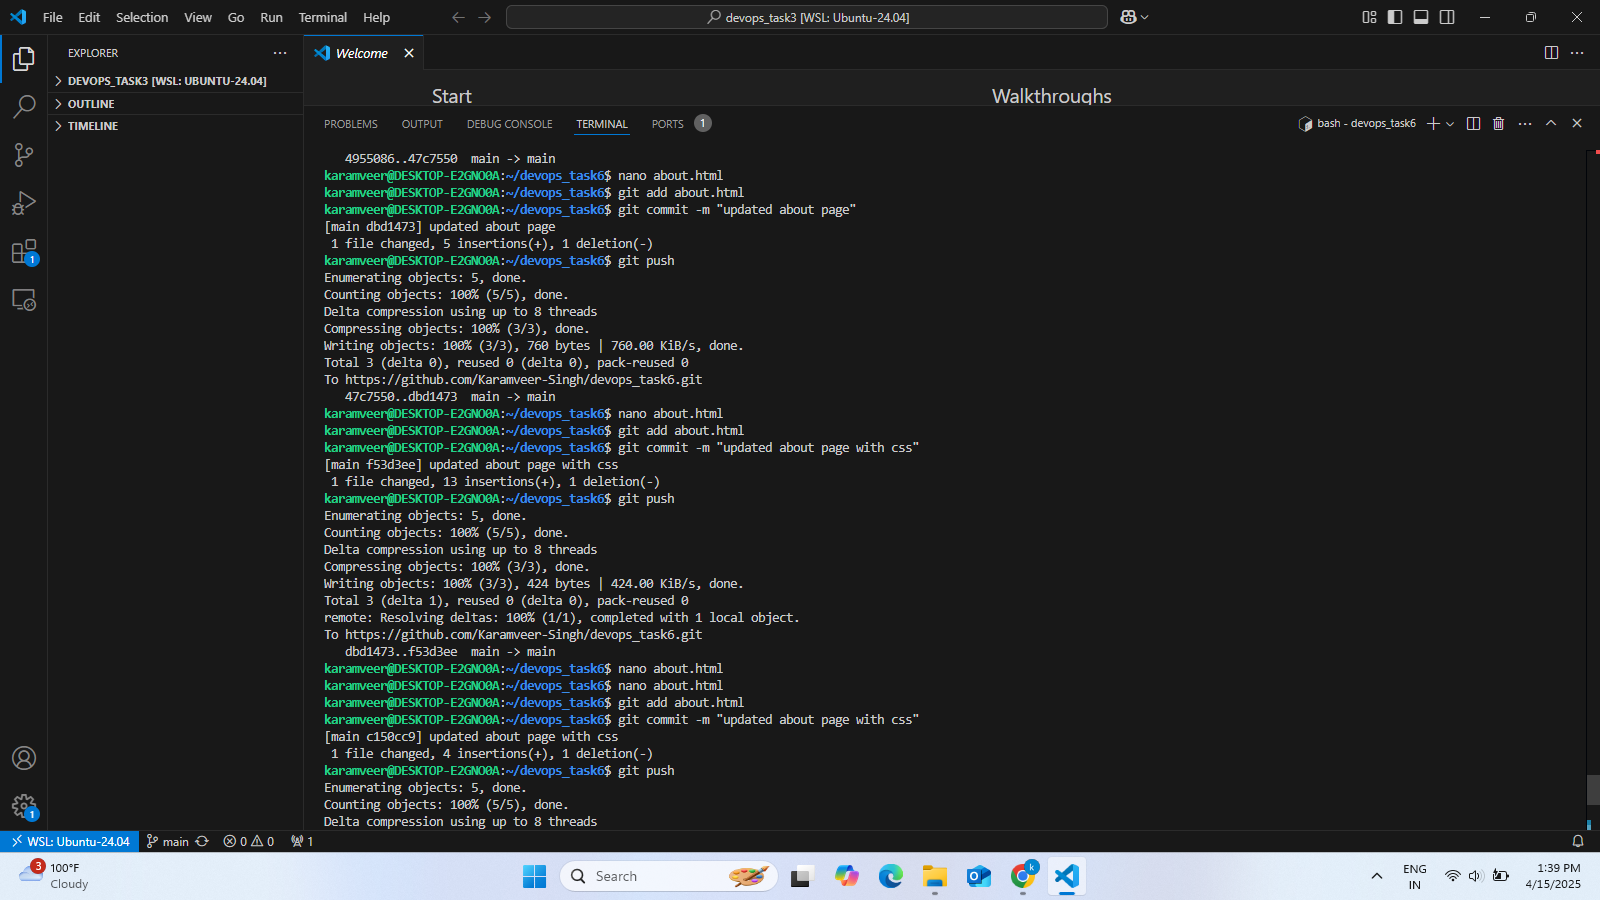 File Edit Selection View Go Run Terminal Help
devops_task3 [WSL: Ubuntu-24.04]
EXPLORER
DEVOPS_TASK3 [WSL: UBUNTU-24.04]
OUTLINE
TIMELINE
Welcome
Start
Walkthroughs
PROBLEMS OUTPUT DEBUG CONSOLE TERMINAL PORTS 1
bash - devops_task6
4955086..47c7550 main -> main
karamveer@DESKTOP-E2GNO0A:~/devops_task6$ nano about.html
karamveer@DESKTOP-E2GNO0A:~/devops_task6$ git add about.html
karamveer@DESKTOP-E2GNO0A:~/devops_task6$ git commit -m "updated about page"
[main dbd1473] updated about page
1 file changed, 5 insertions(+), 1 deletion(-)
karamveer@DESKTOP-E2GNO0A:~/devops_task6$ git push
Enumerating objects: 5, done.
Counting objects: 100% (5/5), done.
Delta compression using up to 8 threads
Compressing objects: 100% (3/3), done.
Writing objects: 100% (3/3), 760 bytes | 760.00 KiB/s, done.
Total 3 (delta 0), reused 0 (delta 0), pack-reused 0
To https://github.com/Karamveer-Singh/devops_task6.git
47c7550..dbd1473 main -> main
karamveer@DESKTOP-E2GNO0A:~/devops_task6$ nano about.html
karamveer@DESKTOP-E2GNO0A:~/devops_task6$ git add about.html
karamveer@DESKTOP-E2GNO0A:~/devops_task6$ git commit -m "updated about page with css"
[main f53d3ee] updated about page with css
1 file changed, 13 insertions(+), 1 deletion(-)
karamveer@DESKTOP-E2GNO0A:~/devops_task6$ git push
Enumerating objects: 5, done.
Counting objects: 100% (5/5), done.
Delta compression using up to 8 threads
Compressing objects: 100% (3/3), done.
Writing objects: 100% (3/3), 424 bytes | 424.00 KiB/s, done.
Total 3 (delta 1), reused 0 (delta 0), pack-reused 0
remote: Resolving deltas: 100% (1/1), completed with 1 local object.
To https://github.com/Karamveer-Singh/devops_task6.git
dbd1473..f53d3ee main -> main
karamveer@DESKTOP-E2GNO0A:~/devops_task6$ nano about.html
karamveer@DESKTOP-E2GNO0A:~/devops_task6$ nano about.html
karamveer@DESKTOP-E2GNO0A:~/devops_task6$ git add about.html
karamveer@DESKTOP-E2GNO0A:~/devops_task6$ git commit -m "updated about page with css"
[main c150cc9] updated about page with css
1 file changed, 4 insertions(+), 1 deletion(-)
karamveer@DESKTOP-E2GNO0A:~/devops_task6$ git push
Enumerating objects: 5, done.
Counting objects: 100% (5/5), done.
Delta compression using up to 8 threads
1
1
WSL: Ubuntu-24.04 main 0 0 1
3
100°F
Cloudy
Search
k
ENG
IN
1:39 PM
4/15/2025